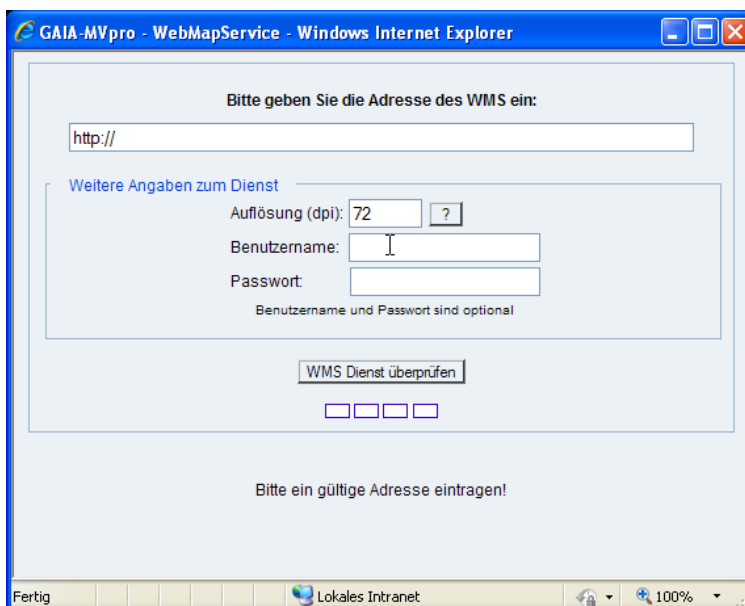 GAIA-MVpro - WebMapService - Windows Internet Explorer
Bitte geben Sie die Adresse des WMS ein:
http://
Weitere Angaben zum Dienst
Auflösung (dpi): 72 ?
Benutzername:
Passwort:
Benutzername und Passwort sind optional
WMS Dienst überprüfen
Bitte ein gültige Adresse eintragen!
Fertig Lokales Intranet 100%